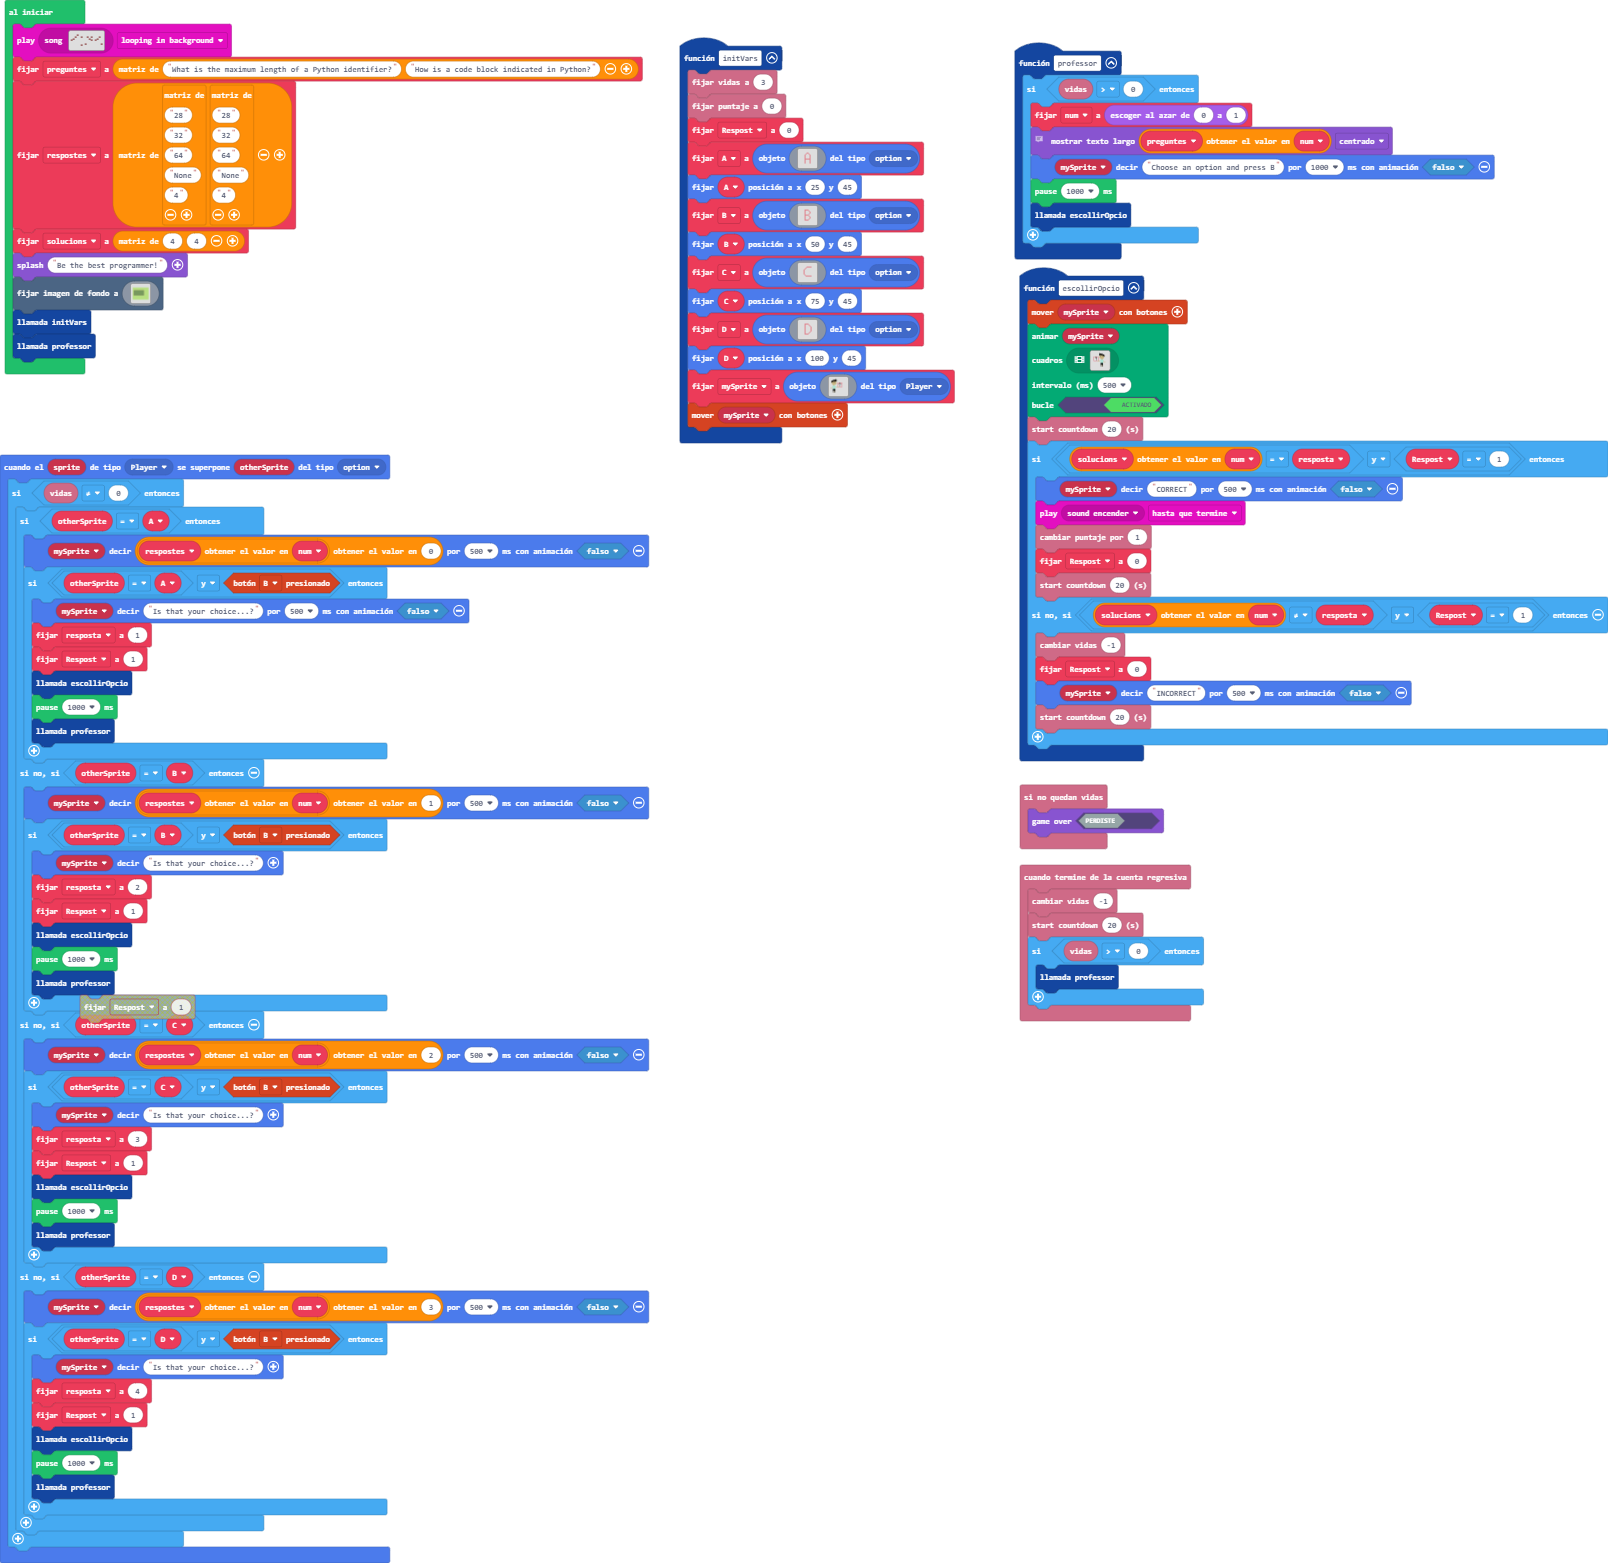 al iniciar
play song looping in background
fijar preguntes a matriz de "What is the maximum length of a Python identifier?" "How is a code block indicated in Python?"
fijar respostes a matriz de
matriz de matriz de
"28" "28"
"32" "32"
"64" "64"
"None" "None"
"4" "4"
fijar solucions a matriz de 4 4
splash "Be the best programmer!"
fijar imagen de fondo a
llamada initVars
llamada professor
función initVars
fijar vidas a 3
fijar puntaje a 0
fijar Respost a 0
fijar A a objeto A del tipo option
fijar A posición a x 25 y 45
fijar B a objeto B del tipo option
fijar B posición a x 50 y 45
fijar C a objeto C del tipo option
fijar C posición a x 75 y 45
fijar D a objeto D del tipo option
fijar D posición a x 100 y 45
fijar mySprite a objeto del tipo Player
mover mySprite con botones
función professor
si vidas > 0 entonces
fijar num a escoger al azar de 0 a 1
mostrar texto largo preguntes obtener el valor en num centrado
mySprite decir "Choose an option and press B" por 1000 ms con animación falso
pause 1000 ms
llamada escollirOpcio
función escollirOpcio
mover mySprite con botones
animar mySprite
cuadros
intervalo (ms) 500
bucle ACTIVADO
start countdown 20 (s)
si solucions obtener el valor en num = resposta y Respost = 1 entonces
mySprite decir "CORRECT" por 500 ms con animación falso
play sound encender hasta que termine
cambiar puntaje por 1
fijar Respost a 0
start countdown 20 (s)
si no, si solucions obtener el valor en num ≠ resposta y Respost = 1 entonces
cambiar vidas -1
fijar Respost a 0
mySprite decir "INCORRECT" por 500 ms con animación falso
start countdown 20 (s)
si no quedan vidas
game over PERDISTE
cuando termine de la cuenta regresiva
cambiar vidas -1
start countdown 20 (s)
si vidas > 0 entonces
llamada professor
cuando el sprite de tipo Player se superpone otherSprite del tipo option
si vidas ≠ 0 entonces
si otherSprite = A entonces
mySprite decir respostes obtener el valor en num obtener el valor en 0 por 500 ms con animación falso
si otherSprite = A y botón B presionado entonces
mySprite decir "Is that your choice...?" por 500 ms con animación falso
fijar resposta a 1
fijar Respost a 1
llamada escollirOpcio
pause 1000 ms
llamada professor
si no, si otherSprite = B entonces
mySprite decir respostes obtener el valor en num obtener el valor en 1 por 500 ms con animación falso
si otherSprite = B y botón B presionado entonces
mySprite decir "Is that your choice...?"
fijar resposta a 2
fijar Respost a 1
llamada escollirOpcio
pause 1000 ms
llamada professor
fijar Respost a 1
si no, si otherSprite = C entonces
mySprite decir respostes obtener el valor en num obtener el valor en 2 por 500 ms con animación falso
si otherSprite = C y botón B presionado entonces
mySprite decir "Is that your choice...?"
fijar resposta a 3
fijar Respost a 1
llamada escollirOpcio
pause 1000 ms
llamada professor
si no, si otherSprite = D entonces
mySprite decir respostes obtener el valor en num obtener el valor en 3 por 500 ms con animación falso
si otherSprite = D y botón B presionado entonces
mySprite decir "Is that your choice...?"
fijar resposta a 4
fijar Respost a 1
llamada escollirOpcio
pause 1000 ms
llamada professor